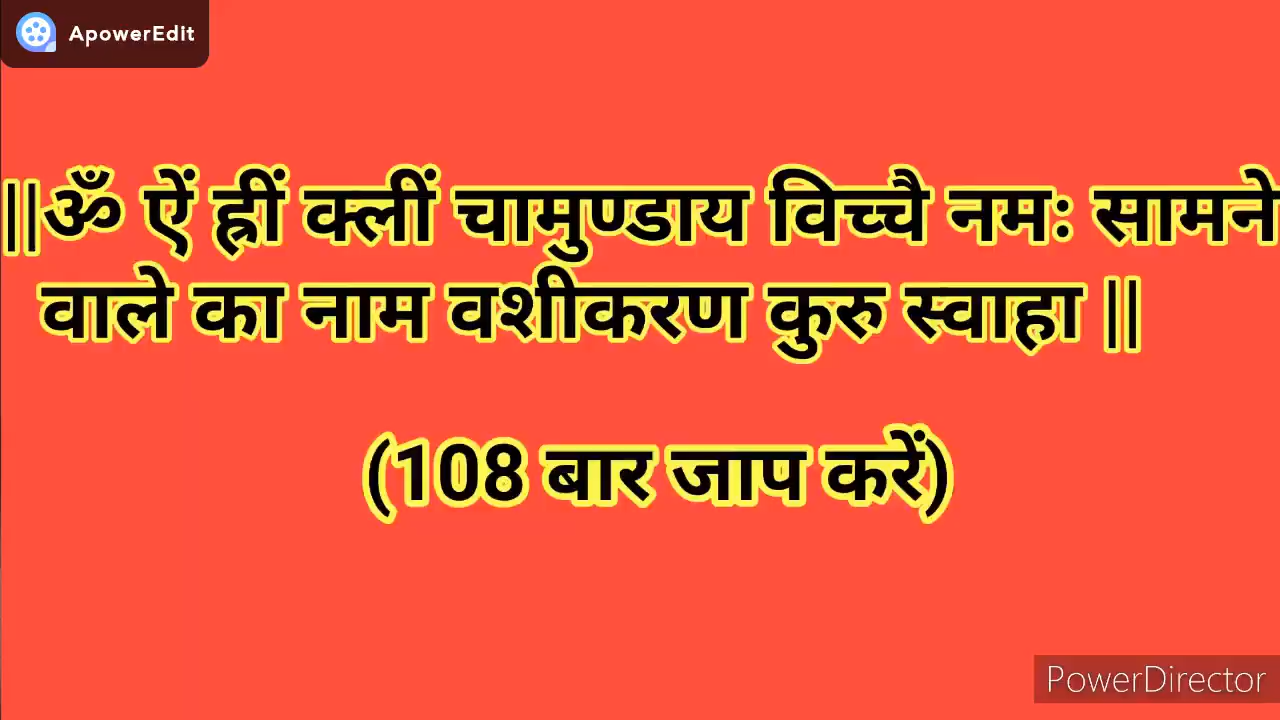 ApowerEdit
||ॐ ऐं ह्रीं क्लीं चामुण्डाय विच्चै नमः सामने
वाले का नाम वशीकरण कुरु स्वाहा ||
(108 बार जाप करें)
PowerDirector